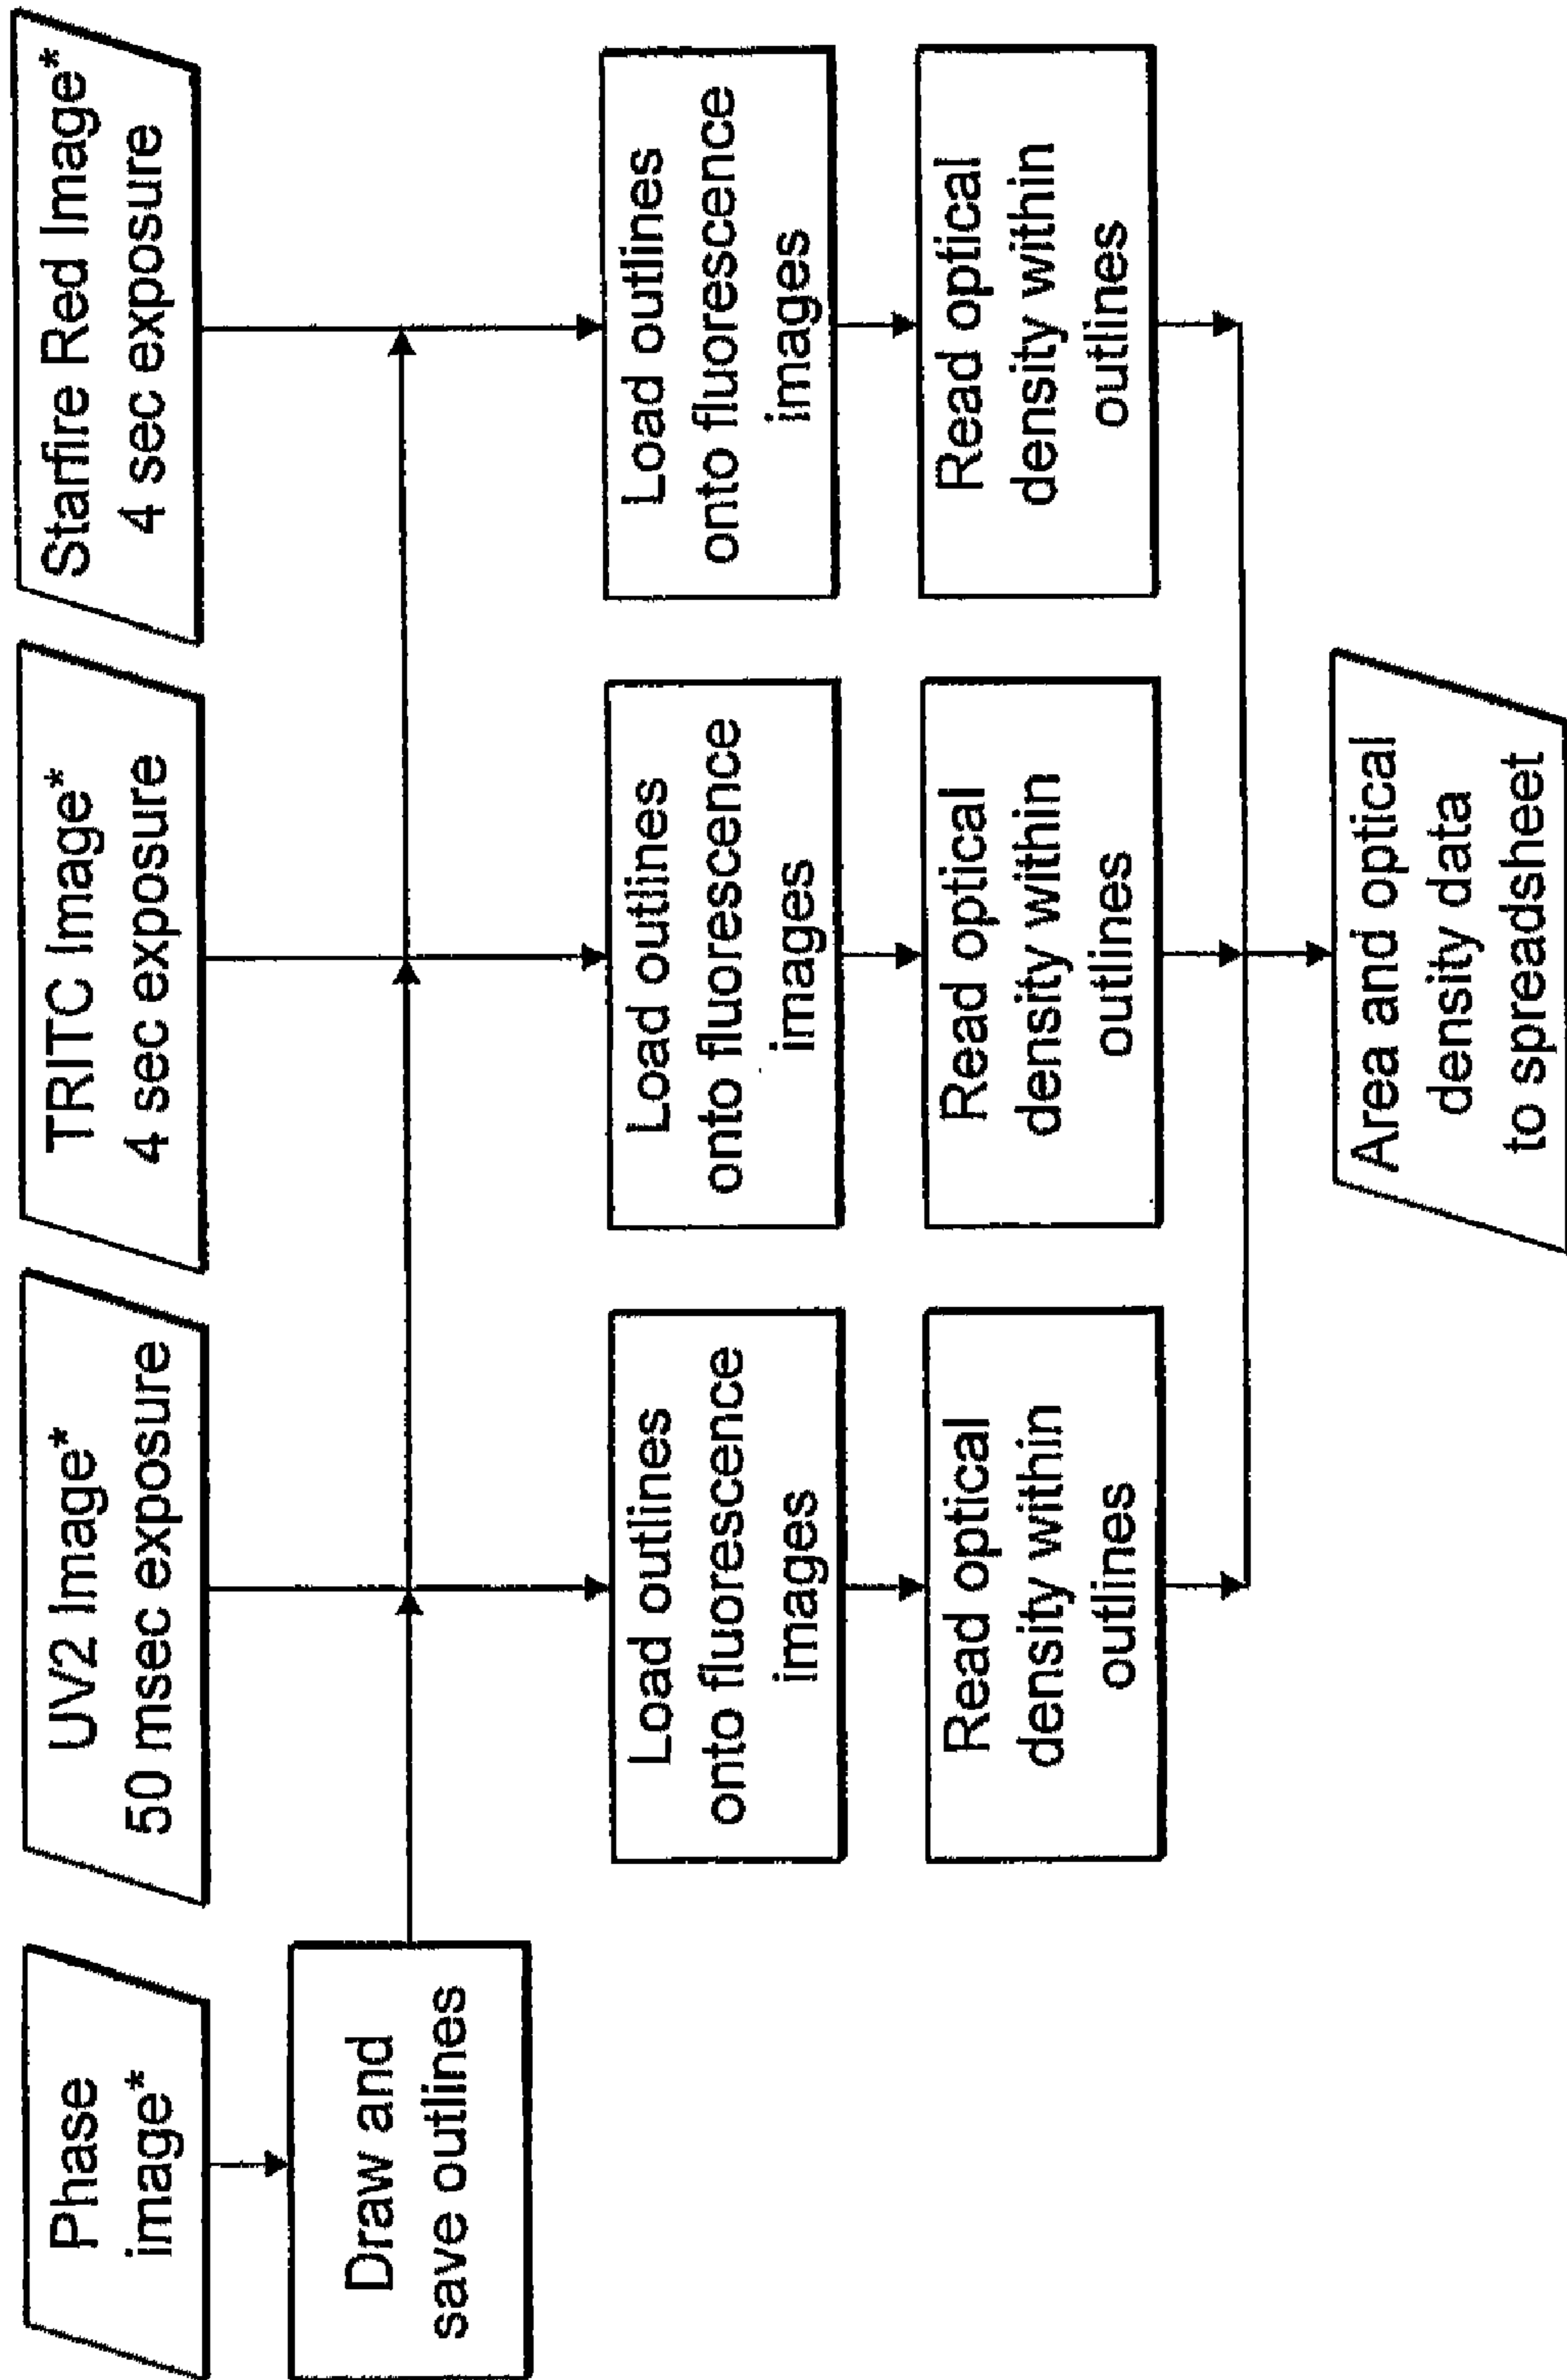 Phase
image*
UV2 Image*
50 msec exposure
TRITC Image*
4 sec exposure
Starfire Red Image*
4 sec exposure
Draw and
save outlines
Load outlines
onto fluorescence
images
Load outlines
onto fluorescence
images
Load outlines
onto fluorescence
images
Read optical
density within
outlines
Read optical
density within
outlines
Read optical
density within
outlines
Area and optical
density data
to spreadsheet